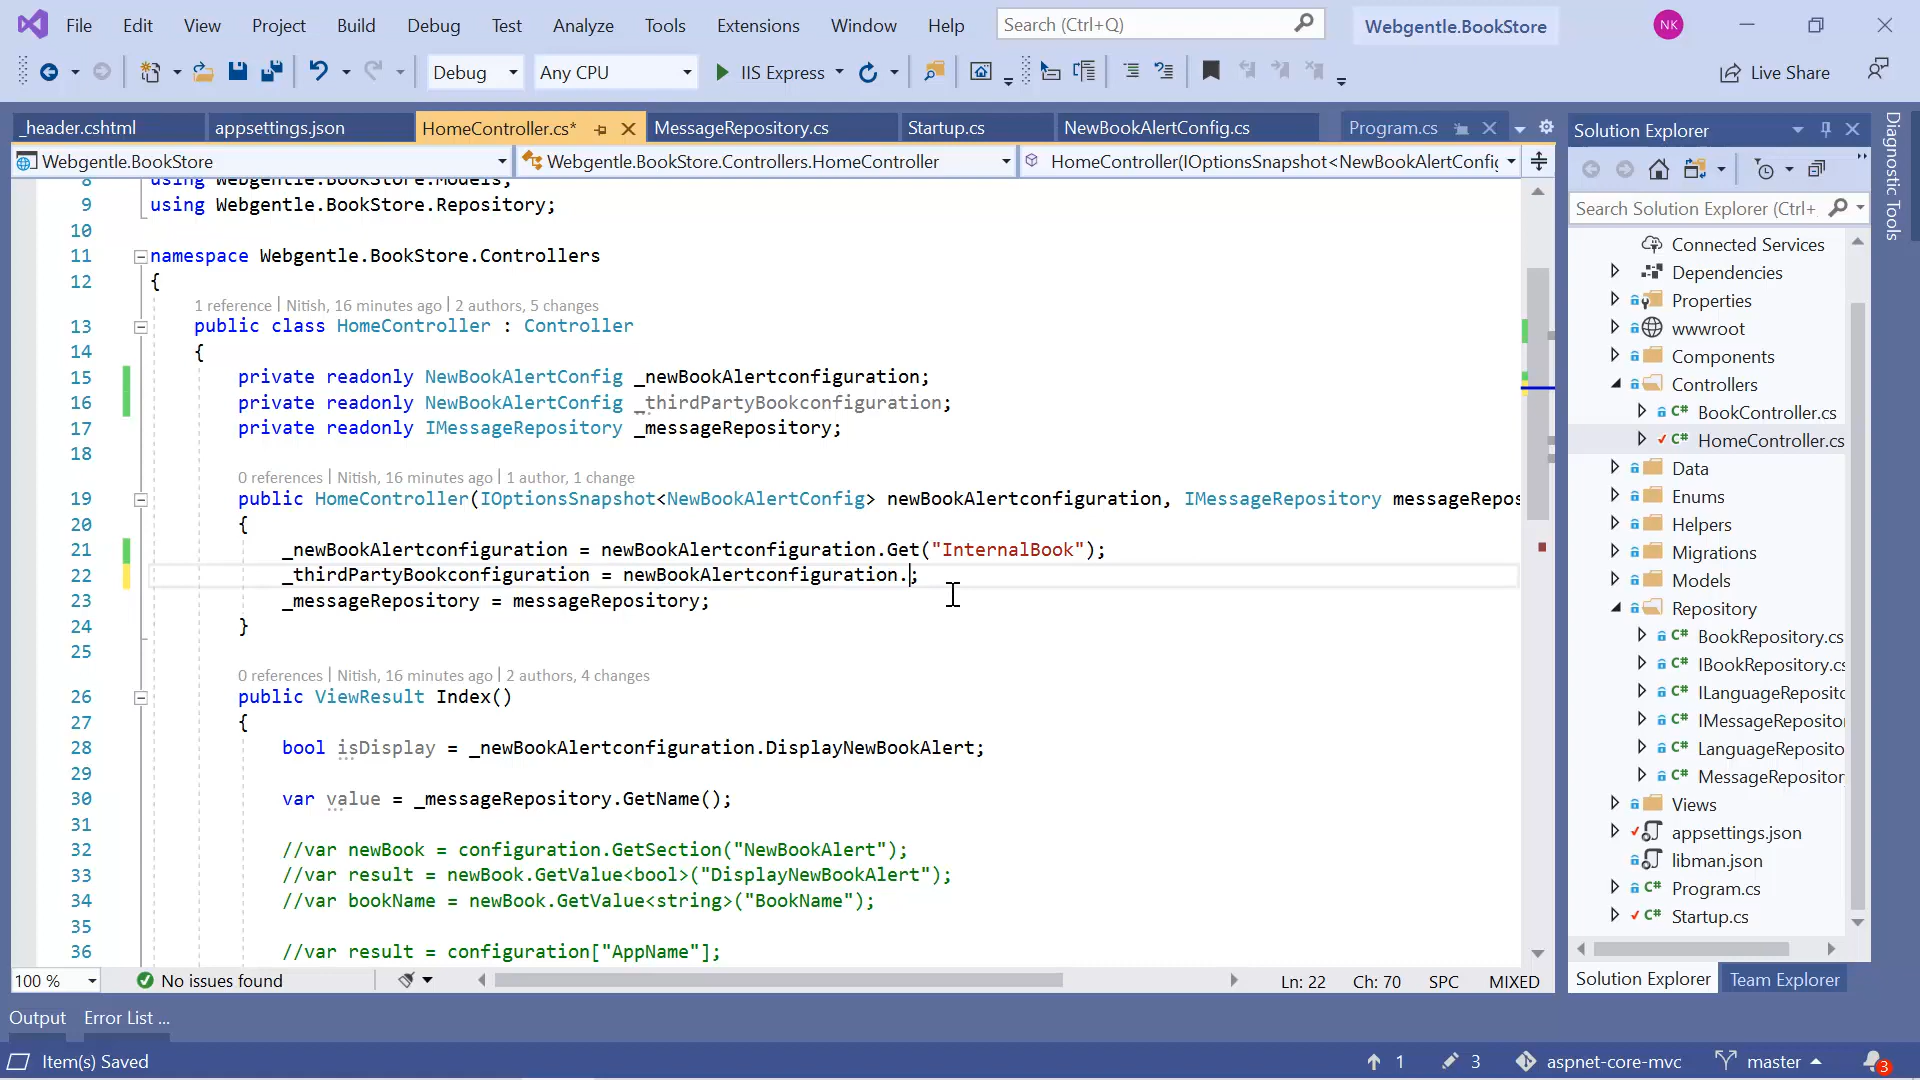 File Edit View Project Build Debug Test Analyze Tools Extensions Window Help Search (Ctrl+Q) Webgentle.BookStore NK
Debug Any CPU IIS Express Live Share
_header.cshtml appsettings.json HomeController.cs* MessageRepository.cs Startup.cs NewBookAlertConfig.cs Program.cs Solution Explorer
Webgentle.BookStore Webgentle.BookStore.Controllers.HomeController HomeController(IOptionsSnapshot<NewBookAlertConfig
Search Solution Explorer (Ctrl+
8 using Webgentle.BookStore.Models;
9 using Webgentle.BookStore.Repository;
10
11 namespace Webgentle.BookStore.Controllers
12 {
1 reference | Nitish, 16 minutes ago | 2 authors, 5 changes
13 public class HomeController : Controller
14 {
15 private readonly NewBookAlertConfig _newBookAlertconfiguration;
16 private readonly NewBookAlertConfig _thirdPartyBookconfiguration;
17 private readonly IMessageRepository _messageRepository;
18
0 references | Nitish, 16 minutes ago | 1 author, 1 change
19 public HomeController(IOptionsSnapshot<NewBookAlertConfig> newBookAlertconfiguration, IMessageRepository messageRepos
20 {
21 _newBookAlertconfiguration = newBookAlertconfiguration.Get("InternalBook");
22 _thirdPartyBookconfiguration = newBookAlertconfiguration.;
23 _messageRepository = messageRepository;
24 }
25
0 references | Nitish, 16 minutes ago | 2 authors, 4 changes
26 public ViewResult Index()
27 {
28 bool isDisplay = _newBookAlertconfiguration.DisplayNewBookAlert;
29
30 var value = _messageRepository.GetName();
31
32 //var newBook = configuration.GetSection("NewBookAlert");
33 //var result = newBook.GetValue<bool>("DisplayNewBookAlert");
34 //var bookName = newBook.GetValue<string>("BookName");
35
36 //var result = configuration["AppName"];
Connected Services
Dependencies
Properties
wwwroot
Components
Controllers
C# BookController.cs
C# HomeController.cs
Data
Enums
Helpers
Migrations
Models
Repository
C# BookRepository.cs
C# IBookRepository.cs
C# ILanguageReposito
C# IMessageRepositor
C# LanguageReposito
C# MessageRepositor
Views
appsettings.json
libman.json
C# Program.cs
C# Startup.cs
Diagnostic Tools
100 % No issues found Ln: 22 Ch: 70 SPC MIXED
Solution Explorer Team Explorer
Output Error List ...
Item(s) Saved 1 3 aspnet-core-mvc master 3